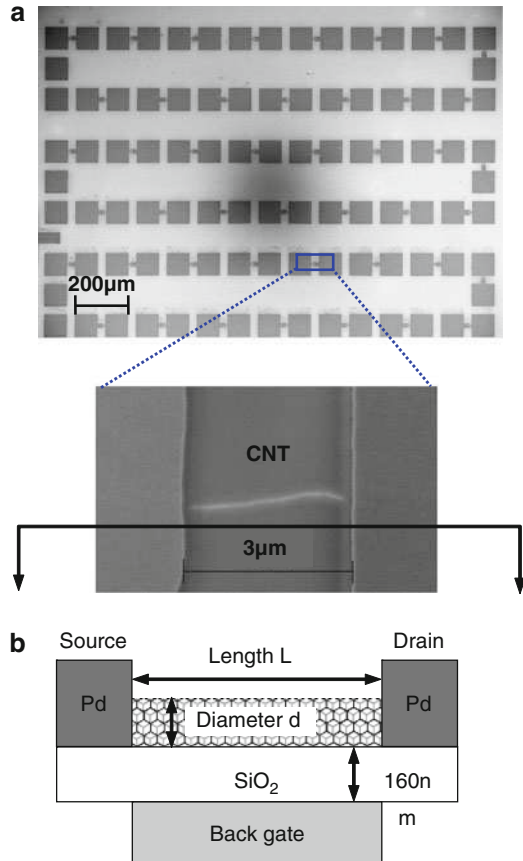 a
200μm
CNT
3μm
b
Source
Drain
Length L
Pd
Pd
Diameter d
SiO₂
160n
m
Back gate